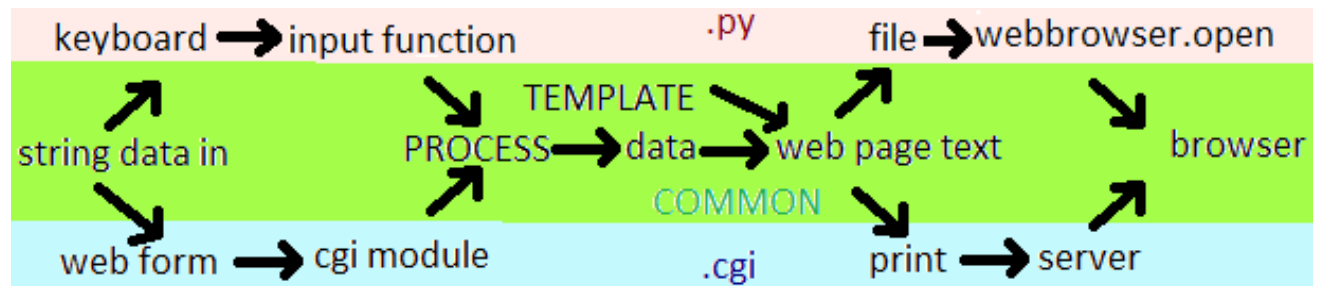 keyboard input function .py file webbrowser.open
TEMPLATE
string data in PROCESS data web page text browser
COMMON
web form cgi module .cgi print server